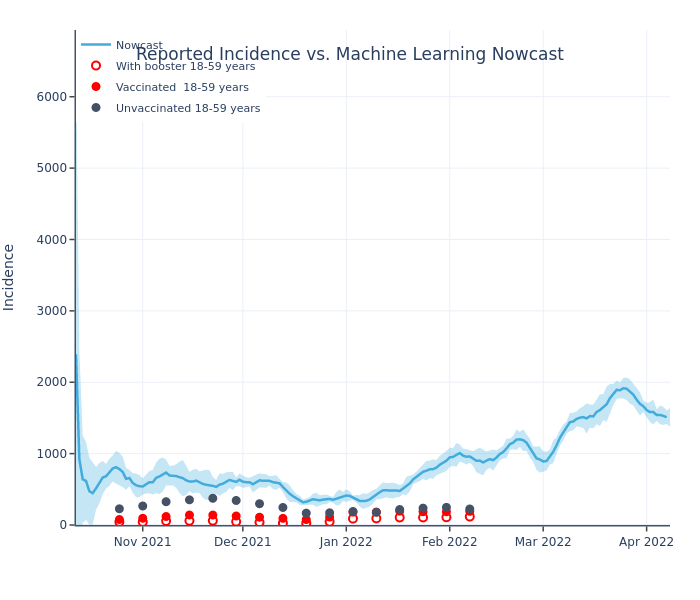 Reported Incidence vs. Machine Learning Nowcast
Nowcast
With booster 18-59 years
Vaccinated  18-59 years
Unvaccinated 18-59 years
Incidence
6000
5000
4000
3000
2000
1000
0
Nov 2021
Dec 2021
Jan 2022
Feb 2022
Mar 2022
Apr 2022